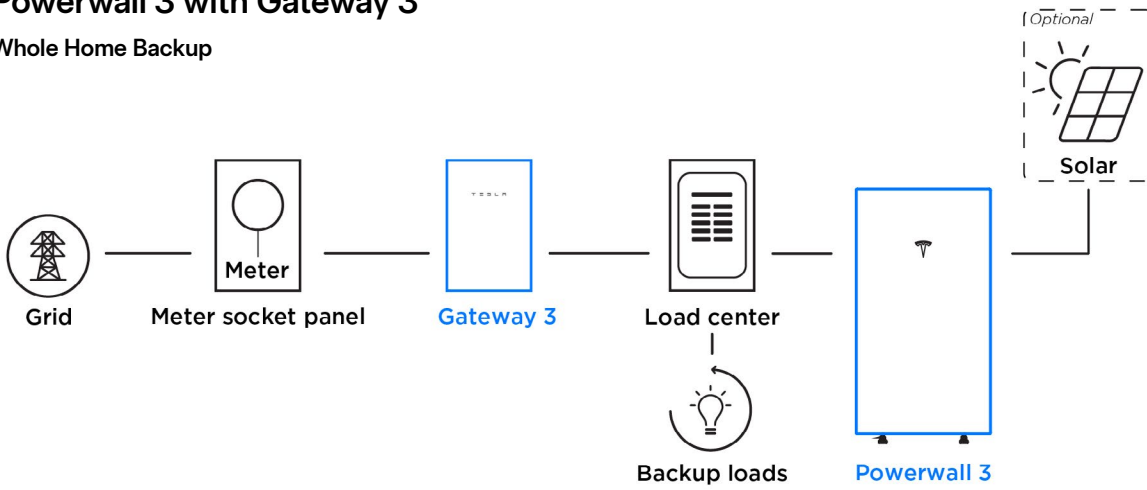 Powerwall 3 with Gateway 3
Whole Home Backup
Optional
Solar
TESLA
Meter
Grid
Meter socket panel
Gateway 3
Load center
Backup loads
Powerwall 3